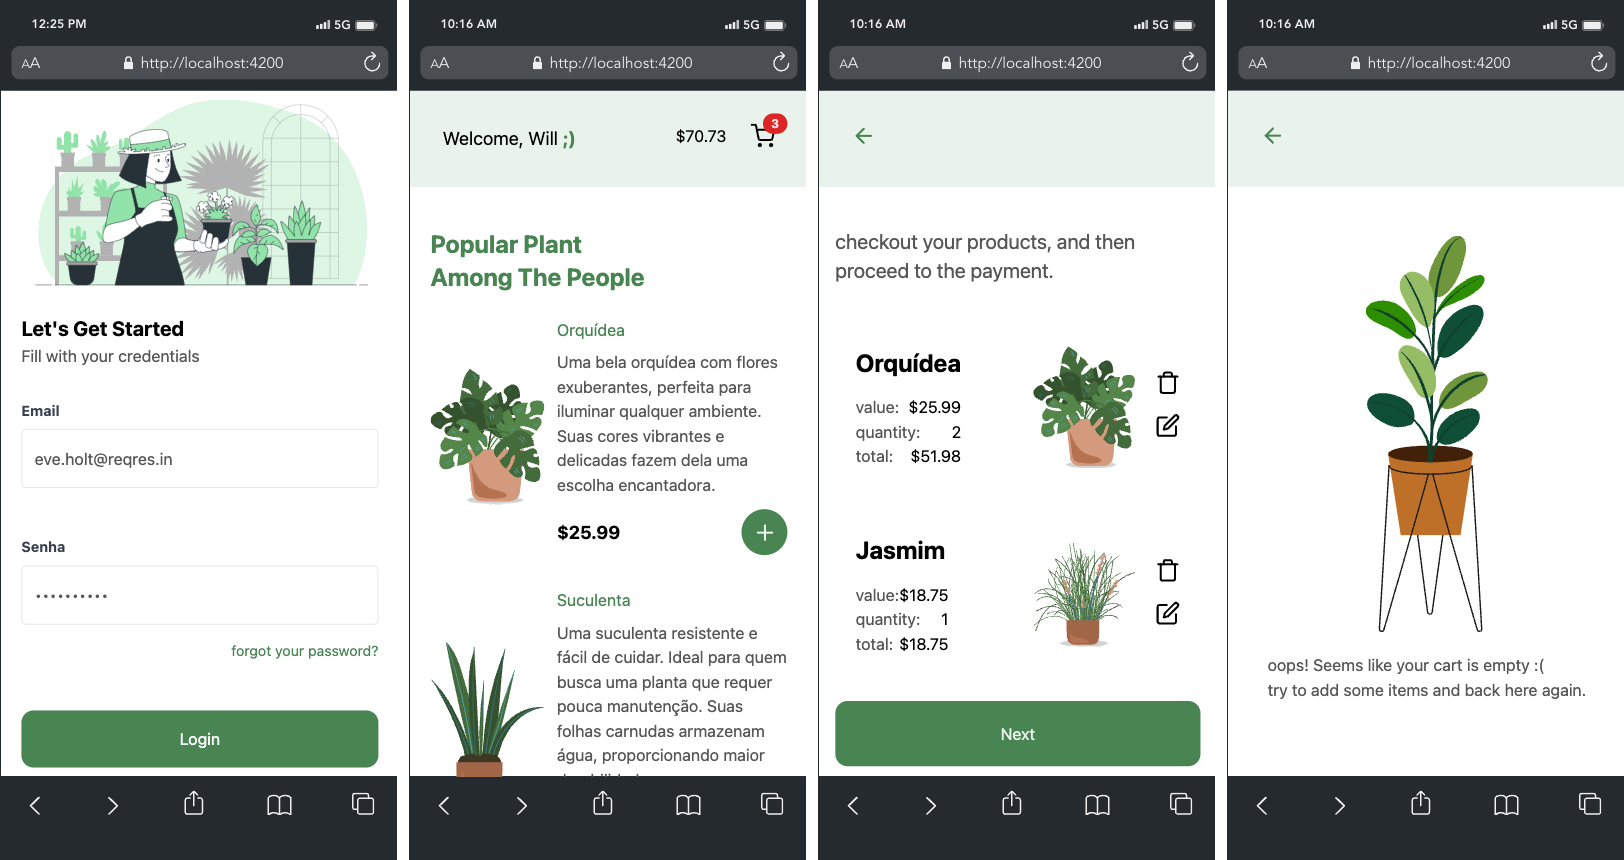 12:25 PM
5G
AA
http://localhost:4200
Let's Get Started
Fill with your credentials
Email
eve.holt@reqres.in
Senha
••••••••••
forgot your password?
Login
10:16 AM
5G
AA
http://localhost:4200
Welcome, Will ;)
$70.73
3
Popular Plant
Among The People
Orquídea
Uma bela orquídea com flores
exuberantes, perfeita para
iluminar qualquer ambiente.
Suas cores vibrantes e
delicadas fazem dela uma
escolha encantadora.
$25.99
Suculenta
Uma suculenta resistente e
fácil de cuidar. Ideal para quem
busca uma planta que requer
pouca manutenção. Suas
folhas carnudas armazenam
água, proporcionando maior
10:16 AM
5G
AA
http://localhost:4200
checkout your products, and then
proceed to the payment.
Orquídea
value: $25.99
quantity: 2
total: $51.98
Jasmim
value:$18.75
quantity: 1
total: $18.75
Next
10:16 AM
5G
AA
http://localhost:4200
oops! Seems like your cart is empty :(
try to add some items and back here again.